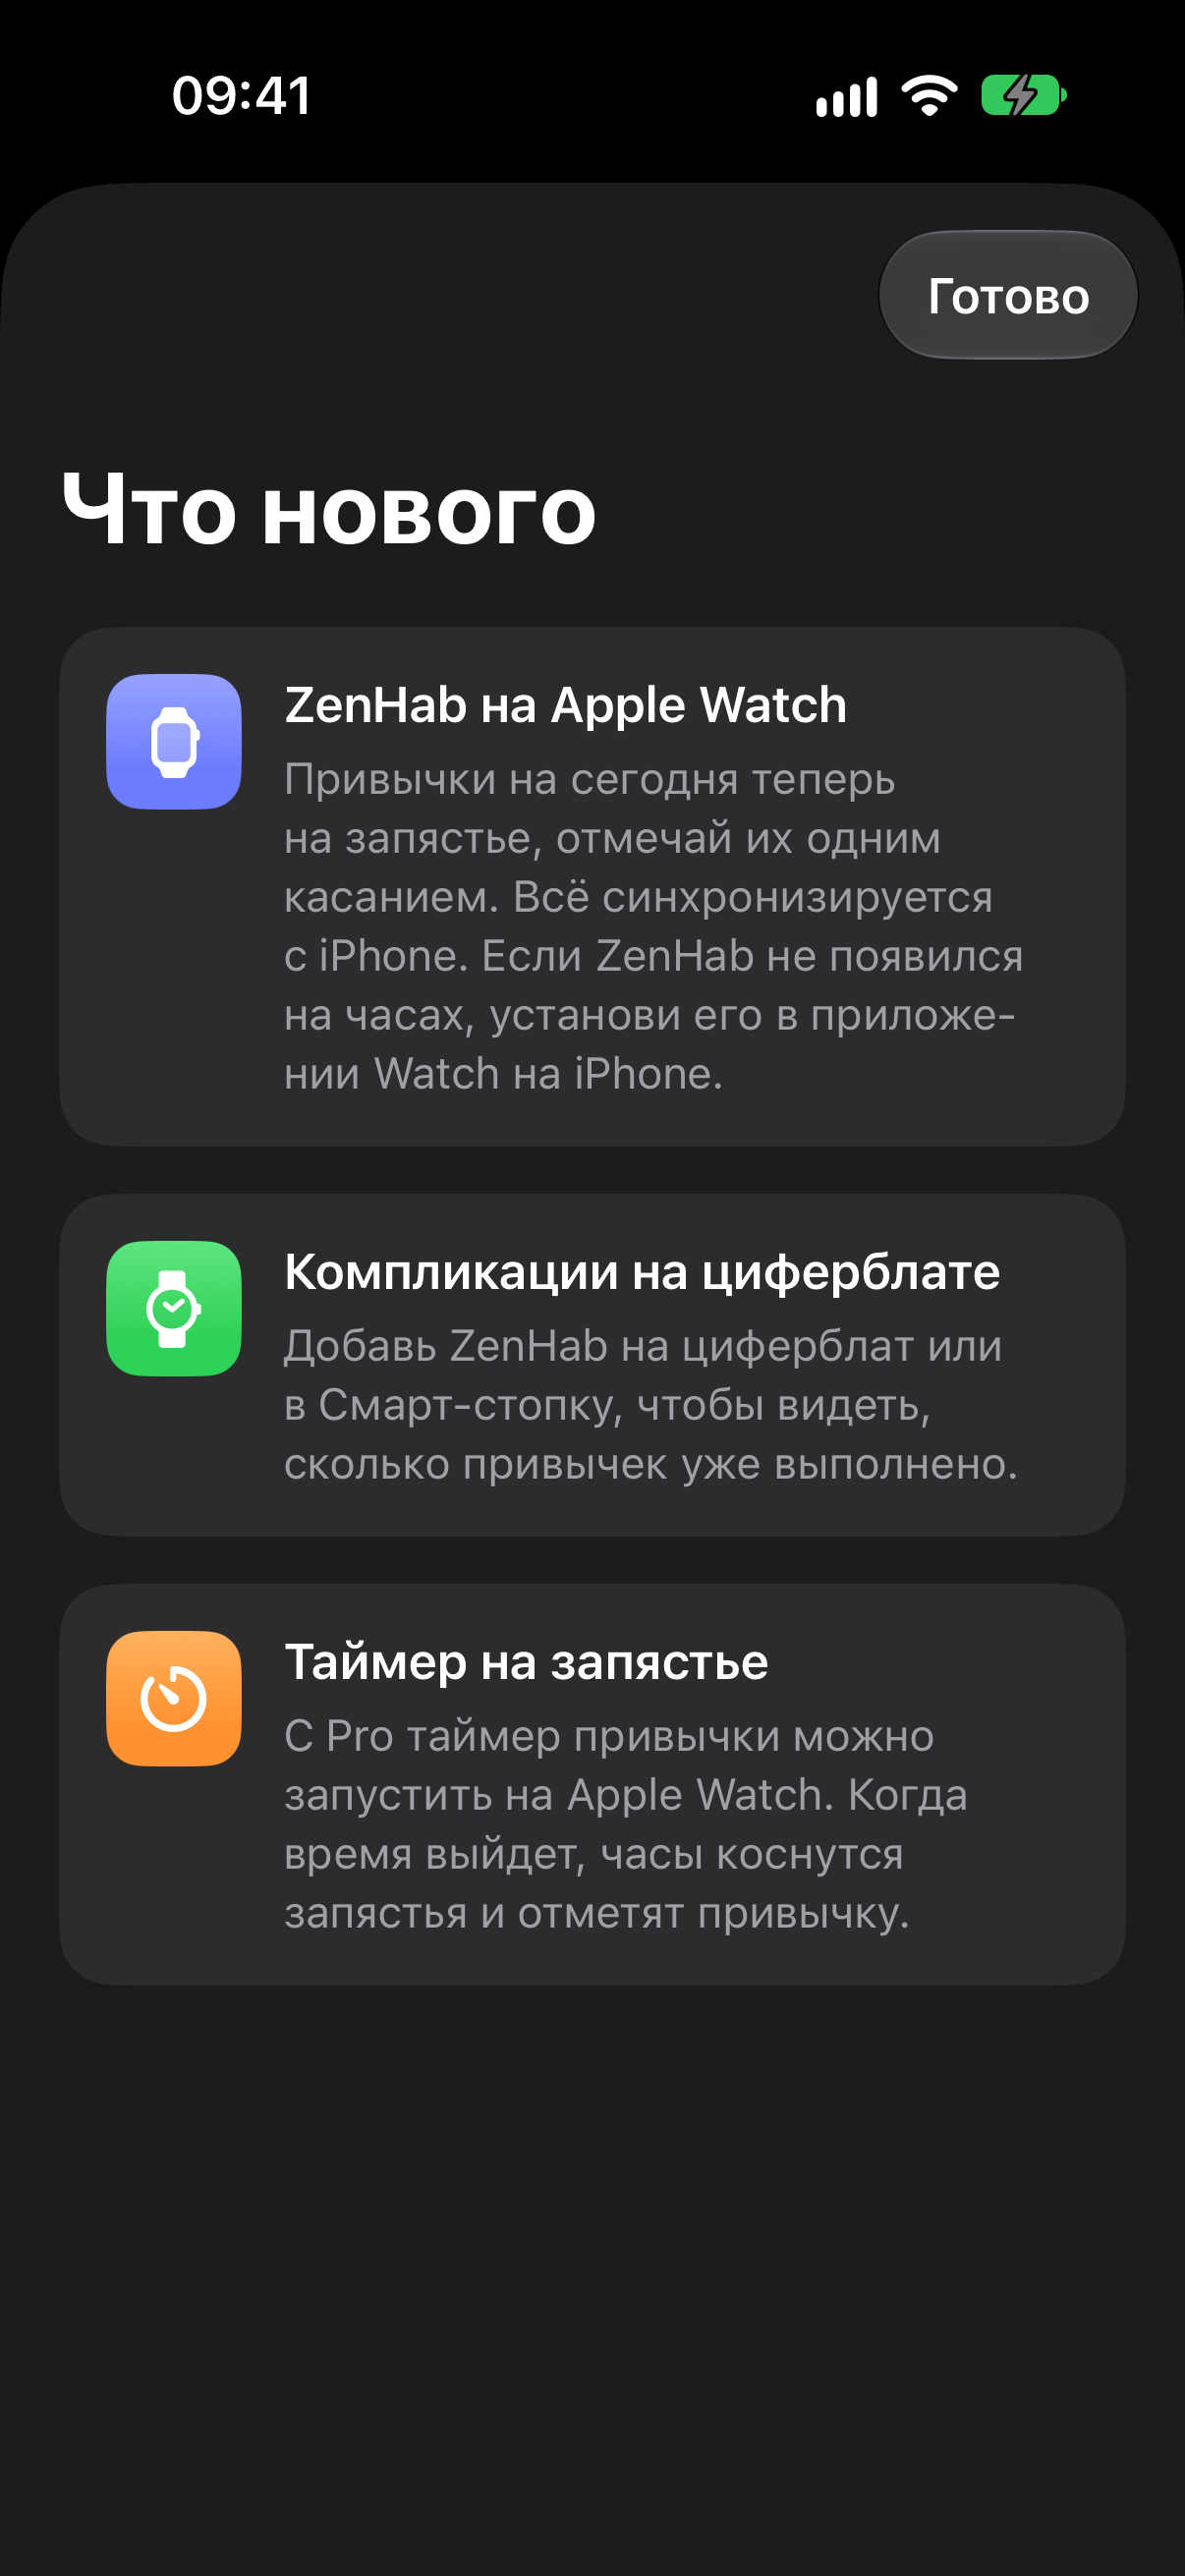 09:41
Готово
Что нового
ZenHab на Apple Watch
Привычки на сегодня теперь
на запястье, отмечай их одним
касанием. Всё синхронизируется
с iPhone. Если ZenHab не появился
на часах, установи его в приложе-
нии Watch на iPhone.
Компликации на циферблате
Добавь ZenHab на циферблат или
в Смарт-стопку, чтобы видеть,
сколько привычек уже выполнено.
Таймер на запястье
С Pro таймер привычки можно
запустить на Apple Watch. Когда
время выйдет, часы коснутся
запястья и отметят привычку.